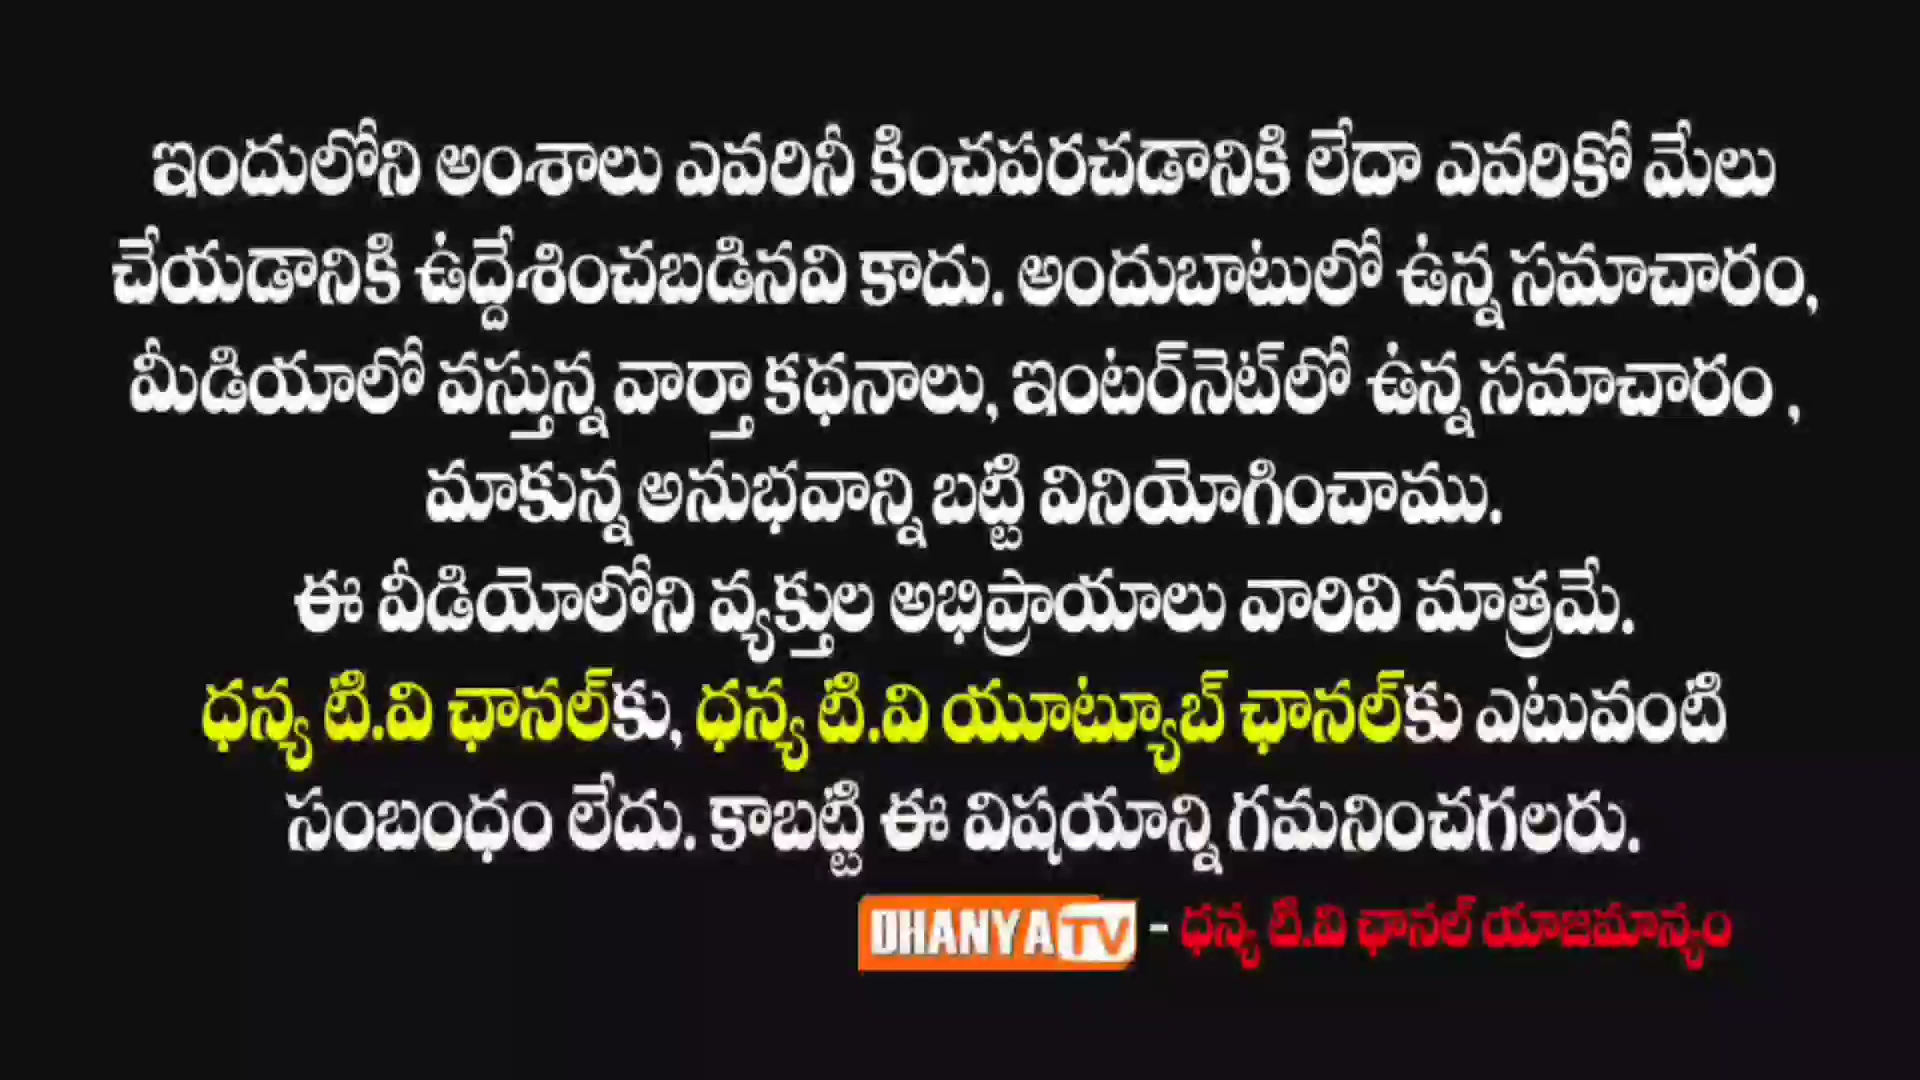 ఇందులోని అంశాలు ఎవరినీ కించపరచడానికి లేదా ఎవరికో మేలు
చేయడానికి ఉద్దేశించబడినవి కాదు. అందుబాటులో ఉన్న సమాచారం,
మీడియాలో వస్తున్న వార్తా కథనాలు, ఇంటర్‌నెట్‌లో ఉన్న సమాచారం ,
మాకున్న అనుభవాన్ని బట్టి వినియోగించాము.
ఈ వీడియోలోని వ్యక్తుల అభిప్రాయాలు వారివి మాత్రమే.
ధన్య టి.వి ఛానల్‌కు, ధన్య టి.వి యూట్యూబ్ ఛానల్‌కు ఎటువంటి
సంబంధం లేదు. కాబట్టి ఈ విషయాన్ని గమనించగలరు.
DHANYA TV - ధన్య టి.వి ఛానల్ యాజమాన్యం